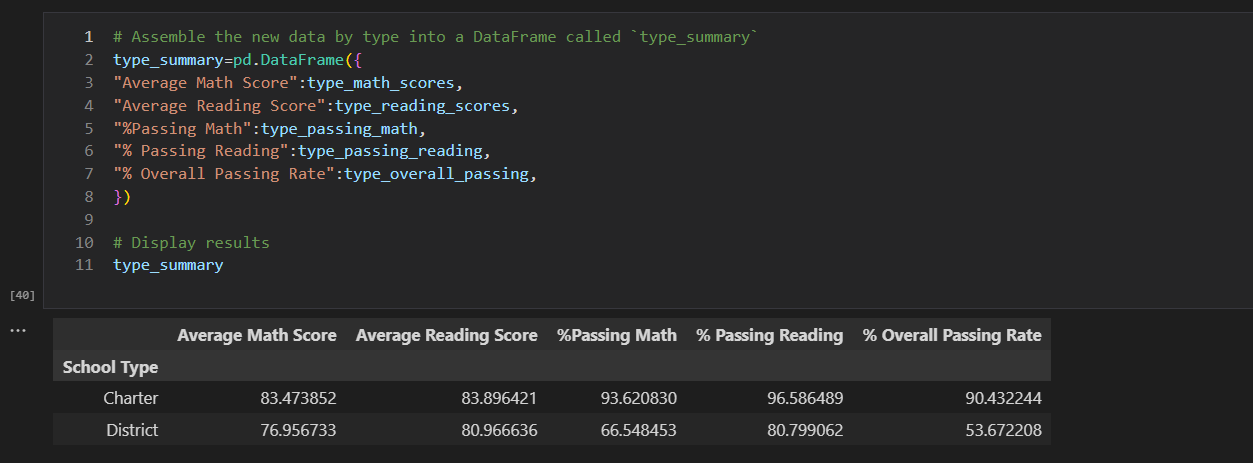 1 # Assemble the new data by type into a DataFrame called `type_summary`
2 type_summary=pd.DataFrame({
3 "Average Math Score":type_math_scores,
4 "Average Reading Score":type_reading_scores,
5 "%Passing Math":type_passing_math,
6 "% Passing Reading":type_passing_reading,
7 "% Overall Passing Rate":type_overall_passing,
8 })
9
10 # Display results
11 type_summary
[40]
...
Average Math Score Average Reading Score %Passing Math % Passing Reading % Overall Passing Rate
School Type
Charter 83.473852 83.896421 93.620830 96.586489 90.432244
District 76.956733 80.966636 66.548453 80.799062 53.672208